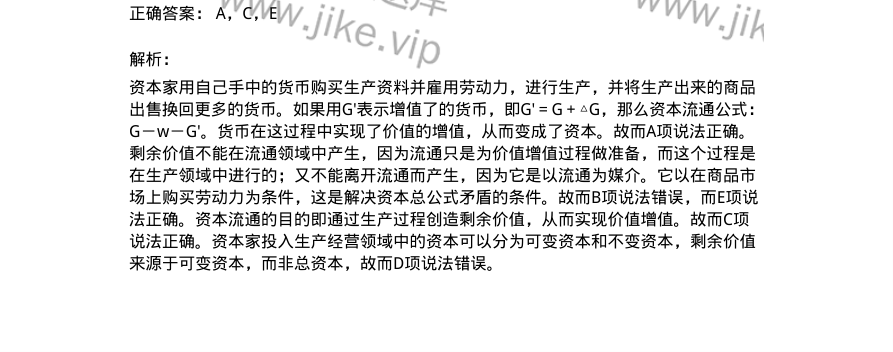 正确答案： A，C，E
解析：
资本家用自己手中的货币购买生产资料并雇用劳动力，进行生产，并将生产出来的商品
出售换回更多的货币。如果用G'表示增值了的货币，即G' = G + △G，那么资本流通公式：
G－w－G'。货币在这过程中实现了价值的增值，从而变成了资本。故而A项说法正确。
剩余价值不能在流通领域中产生，因为流通只是为价值增值过程做准备，而这个过程是
在生产领域中进行的；又不能离开流通而产生，因为它是以流通为媒介。它以在商品市
场上购买劳动力为条件，这是解决资本总公式矛盾的条件。故而B项说法错误，而E项说
法正确。资本流通的目的即通过生产过程创造剩余价值，从而实现价值增值。故而C项
说法正确。资本家投入生产经营领域中的资本可以分为可变资本和不变资本，剩余价值
来源于可变资本，而非总资本，故而D项说法错误。
www.jike.vip
www.jik